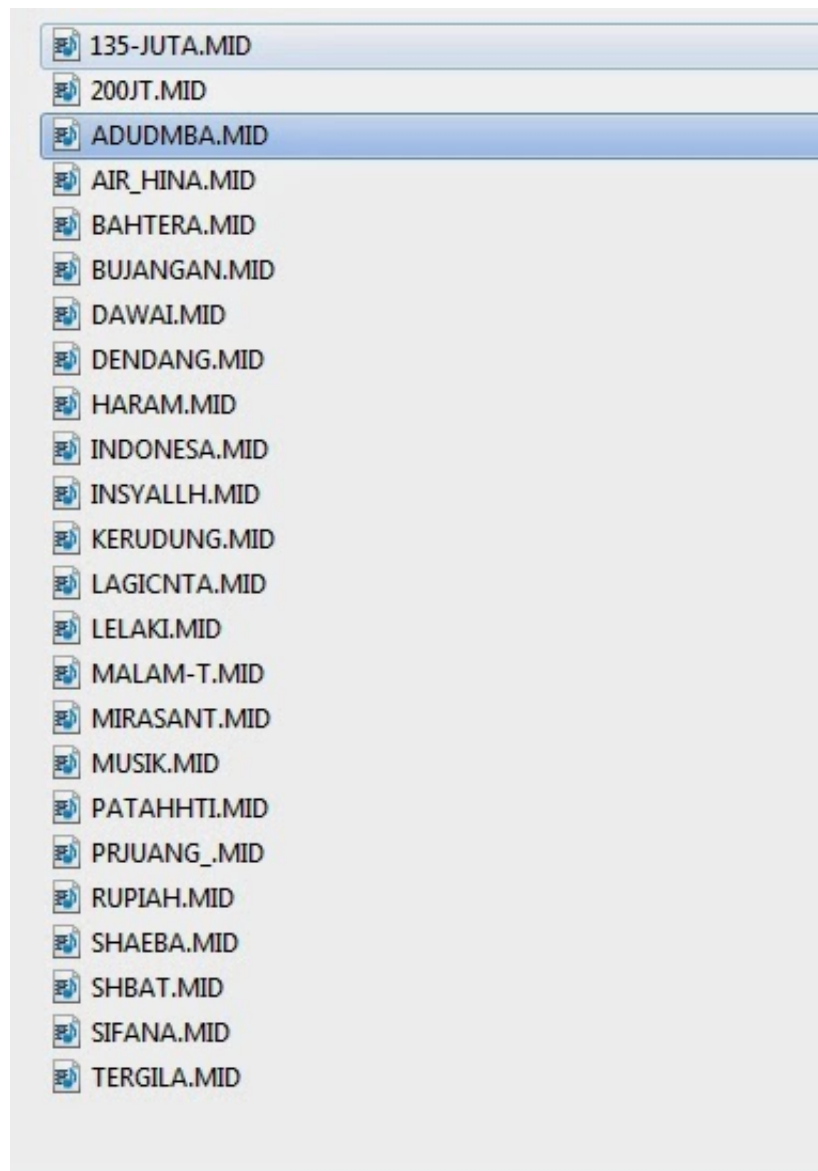 135-JUTA.MID
200JT.MID
ADUDMBA.MID
AIR_HINA.MID
BAHTERA.MID
BUJANGAN.MID
DAWAI.MID
DENDANG.MID
HARAM.MID
INDONESA.MID
INSYALLH.MID
KERUDUNG.MID
LAGICNTA.MID
LELAKI.MID
MALAM-T.MID
MIRASANT.MID
MUSIK.MID
PATAHHTI.MID
PRJUANG_.MID
RUPIAH.MID
SHAEBA.MID
SHBAT.MID
SIFANA.MID
TERGILA.MID